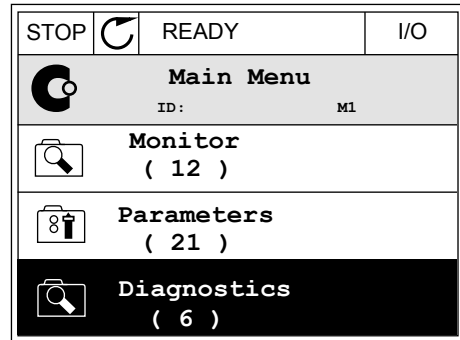 STOP READY I/O
Main Menu
ID: M1
Monitor
( 12 )
Parameters
( 21 )
Diagnostics
( 6 )